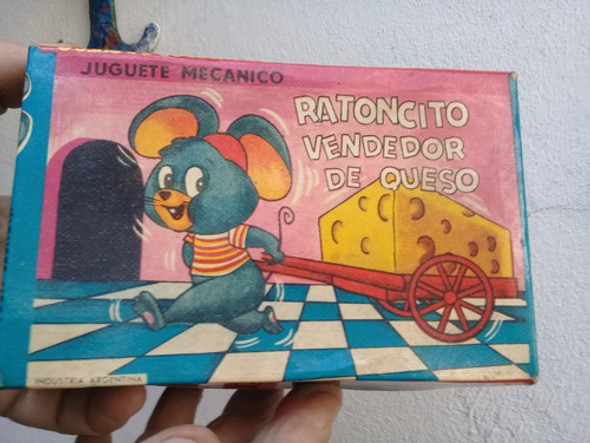 JUGUETE MECANICO
RATONCITO
VENDEDOR
DE QUESO
INDUSTRIA ARGENTINA